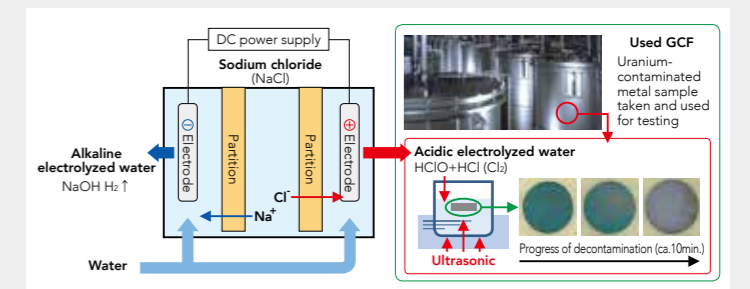 DC power supply
Sodium chloride
(NaCl)
⊖ Electrode
Partition
Partition
⊕ Electrode
Alkaline
electrolyzed water
NaOH H₂↑
Cl⁻
Na⁺
Water
Used GCF
Uranium-
contaminated
metal sample
taken and used
for testing
Acidic electrolyzed water
HClO+HCl (Cl₂)
Ultrasonic
Progress of decontamination (ca.10min.)